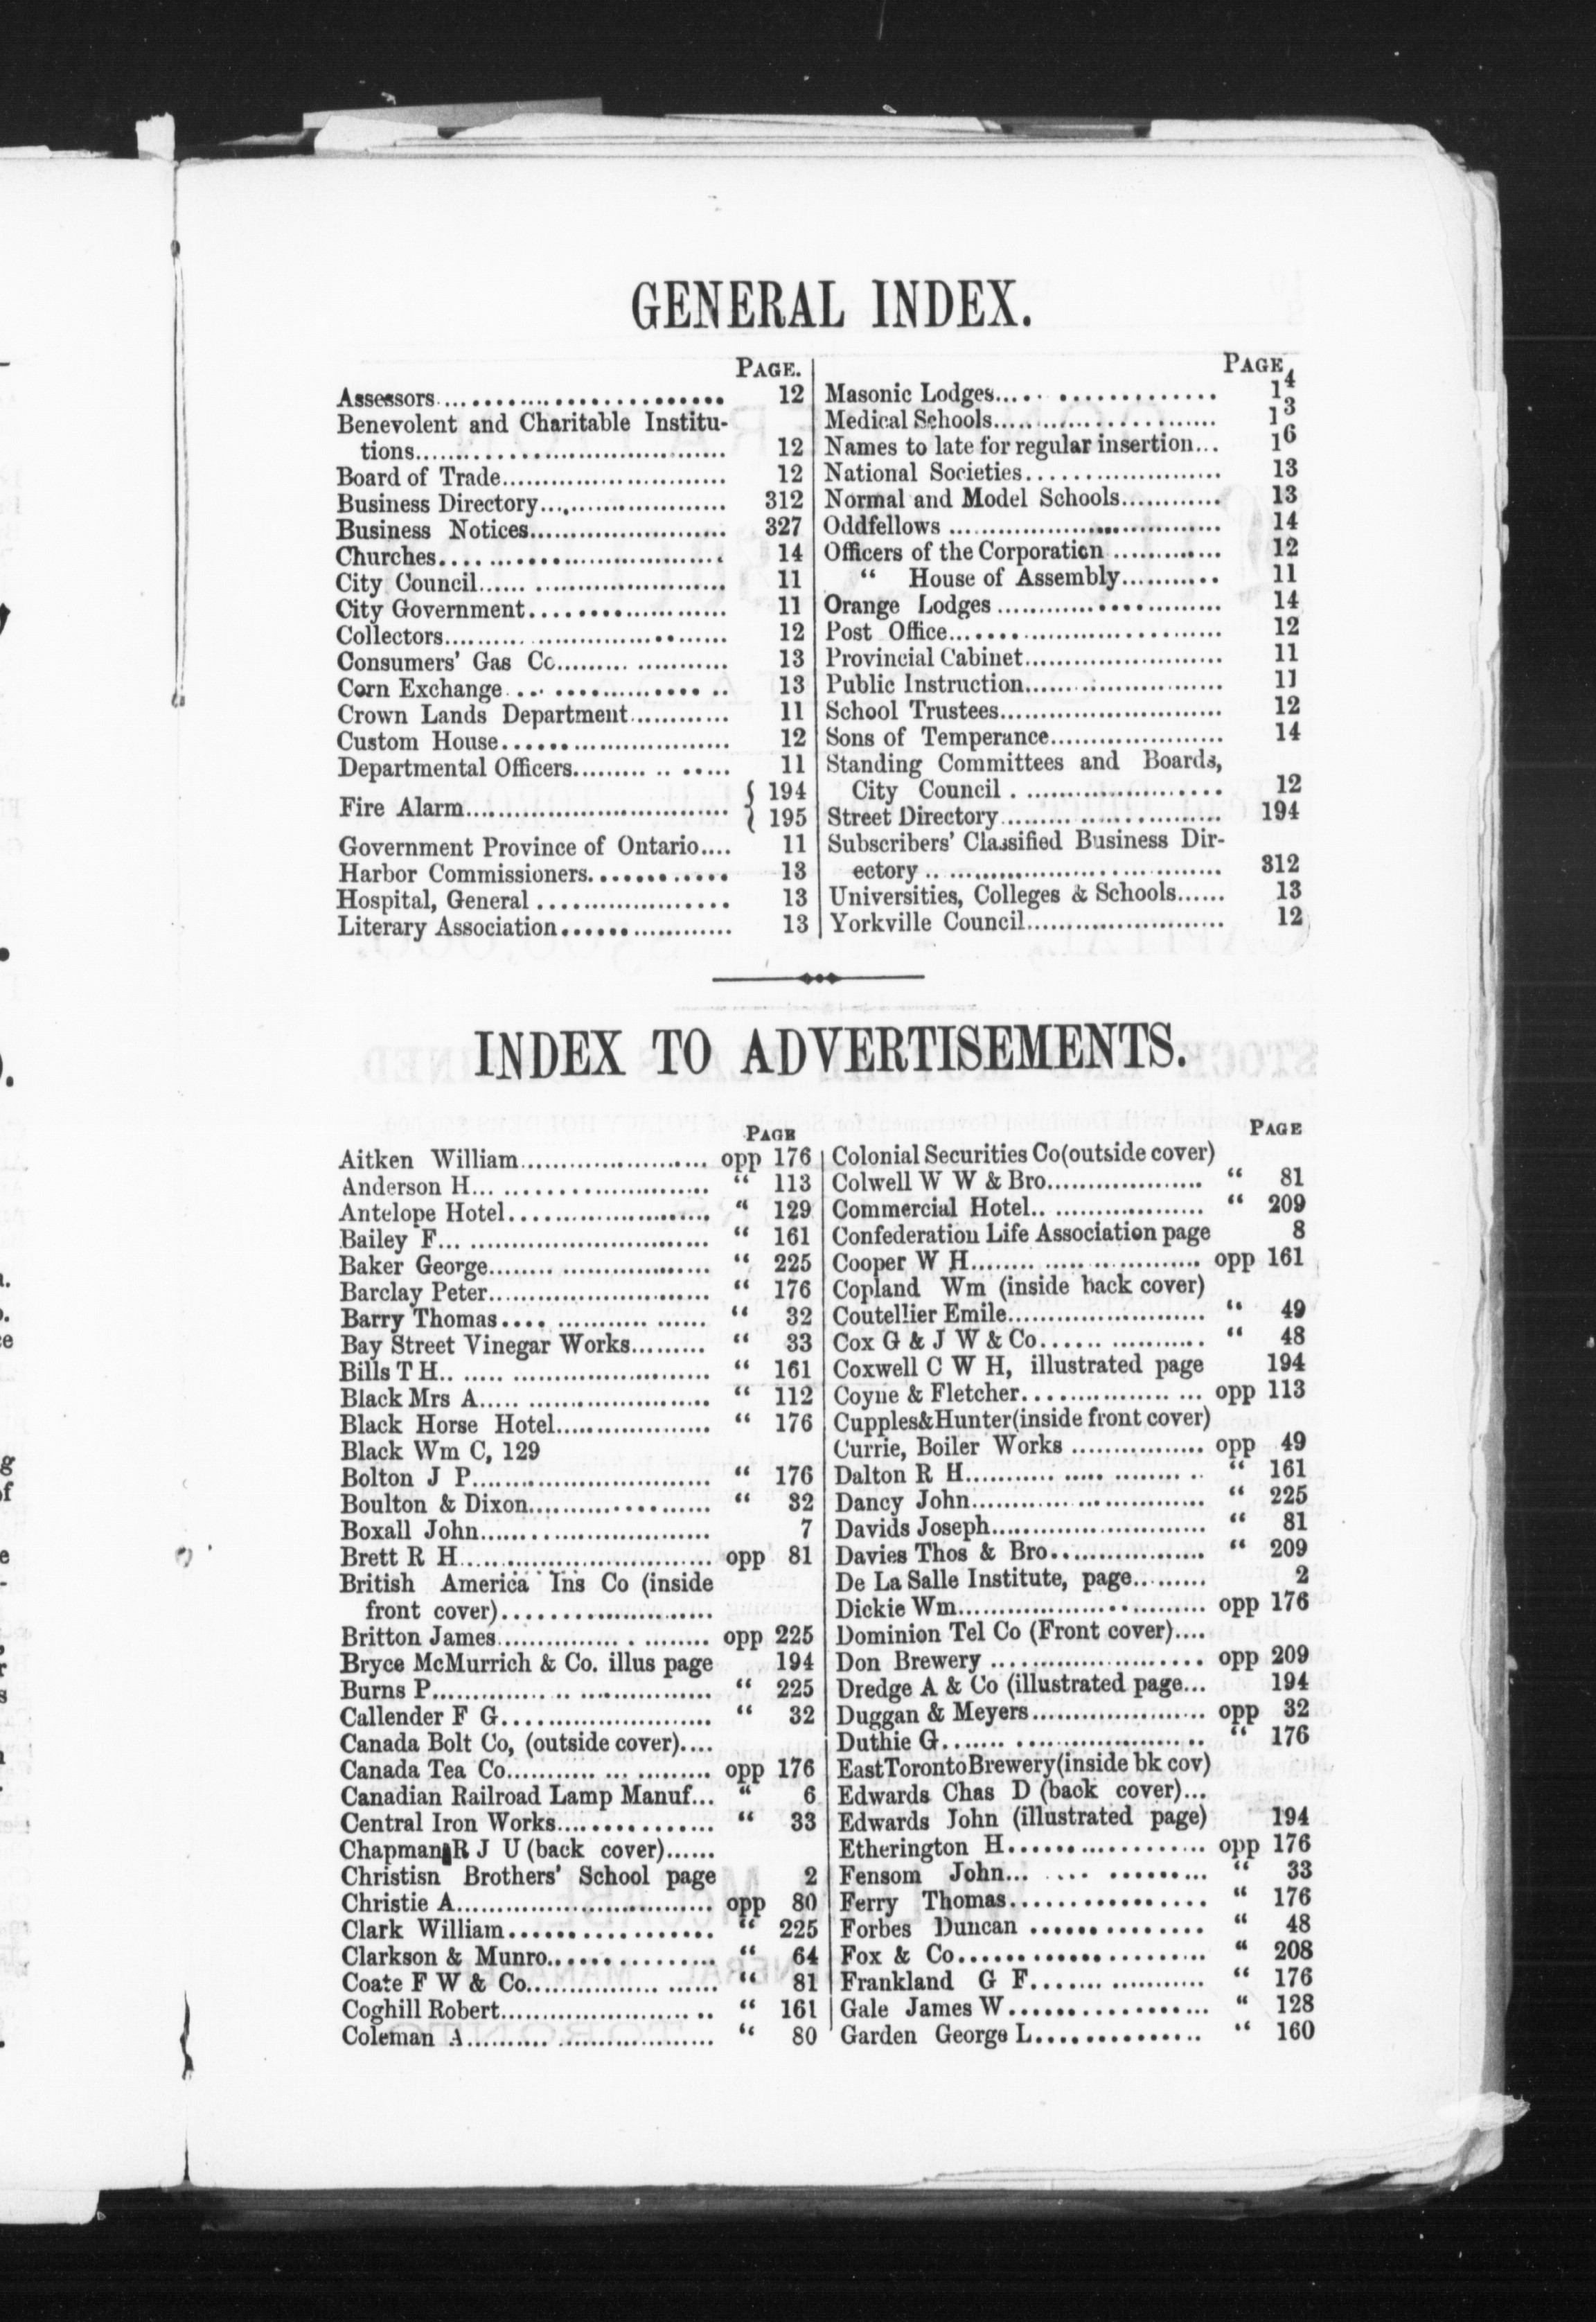 GENERAL INDEX.
PAGE.
Assessors........................ 12
Benevolent and Charitable Institu-
tions........................ 12
Board of Trade........................ 12
Business Directory........................ 312
Business Notices........................ 327
Churches........................ 14
City Council........................ 11
City Government........................ 11
Collectors........................ 12
Consumers' Gas Co........................ 13
Corn Exchange........................ 13
Crown Lands Department............ 11
Custom House........................ 12
Departmental Officers............... 11
Fire Alarm........................ { 194
{ 195
Government Province of Ontario.... 11
Harbor Commissioners............ 13
Hospital, General ................... 13
Literary Association................. 13
PAGE
Masonic Lodges........................ 14
Medical Schools........................ 13
Names to late for regular insertion... 16
National Societies.................... 13
Normal and Model Schools............ 13
Oddfellows ........................ 14
Officers of the Corporation ............ 12
“ House of Assembly........... 11
Orange Lodges ........................ 14
Post Office........................ 12
Provincial Cabinet........................ 11
Public Instruction........................ 11
School Trustees........................ 12
Sons of Temperance.................... 14
Standing Committees and Boards,
City Council ........................ 12
Street Directory........................ 194
Subscribers' Classified Business Dir-
ectory ........................ 312
Universities, Colleges & Schools...... 13
Yorkville Council........................ 12
INDEX TO ADVERTISEMENTS.
PAGE
Aitken William...................... opp 176
Anderson H........................ “ 113
Antelope Hotel...................... “ 129
Bailey F........................ “ 161
Baker George........................ “ 225
Barclay Peter........................ “ 176
Barry Thomas........................ “ 32
Bay Street Vinegar Works......... “ 33
Bills T H........................ “ 161
Black Mrs A........................ “ 112
Black Horse Hotel................... “ 176
Black Wm C, 129
Bolton J P........................ “ 176
Boulton & Dixon...................... “ 32
Boxall John........................ 7
Brett R H........................ opp 81
British America Ins Co (inside
front cover)......................
Britton James........................ opp 225
Bryce McMurrich & Co. illus page 194
Burns P........................ “ 225
Callender F G........................ “ 32
Canada Bolt Co, (outside cover)....
Canada Tea Co...................... opp 176
Canadian Railroad Lamp Manuf... “ 6
Central Iron Works............... “ 33
Chapman R J U (back cover)......
Christisn Brothers' School page 2
Christie A........................ opp 80
Clark William................... “ 225
Clarkson & Munro................ “ 64
Coate F W & Co...................... “ 81
Coghill Robert...................... “ 161
Coleman A........................ “ 80
PAGE
Colonial Securities Co(outside cover)
Colwell W W & Bro................... “ 81
Commercial Hotel.................... “ 209
Confederation Life Association page 8
Cooper W H........................ opp 161
Copland Wm (inside back cover)
Coutellier Emile........................ “ 49
Cox G & J W & Co.................. “ 48
Coxwell C W H, illustrated page 194
Coyne & Fletcher.................. opp 113
Cupples&Hunter(inside front cover)
Currie, Boiler Works ................ opp 49
Dalton R H........................ “ 161
Dancy John........................ “ 225
Davids Joseph........................ “ 81
Davies Thos & Bro................. “ 209
De La Salle Institute, page.......... 2
Dickie Wm........................ opp 176
Dominion Tel Co (Front cover)....
Don Brewery ...................... opp 209
Dredge A & Co (illustrated page... 194
Duggan & Meyers..................... opp 32
Duthie G........................ “ 176
EastTorontoBrewery(inside bk cov)
Edwards Chas D (back cover)...
Edwards John (illustrated page) 194
Etherington H.................... opp 176
Fensom John.................... “ 33
Ferry Thomas.................. “ 176
Forbes Duncan ................ “ 48
Fox & Co...................... “ 208
Frankland G F.................. “ 176
Gale James W.................. “ 128
Garden George L............... “ 160